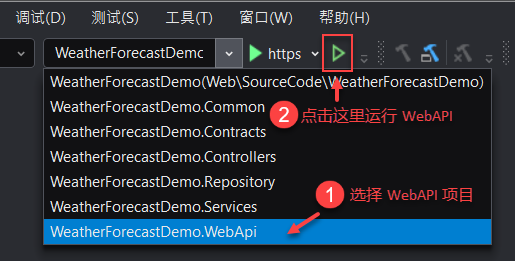 调试(D) 测试(S) 工具(T) 窗口(W) 帮助(H)
WeatherForecastDemo https
WeatherForecastDemo(Web\SourceCode\WeatherForecastDemo)
WeatherForecastDemo.Common
2 点击这里运行 WebAPI
WeatherForecastDemo.Contracts
WeatherForecastDemo.Controllers
WeatherForecastDemo.Repository
1 选择 WebAPI 项目
WeatherForecastDemo.Services
WeatherForecastDemo.WebApi